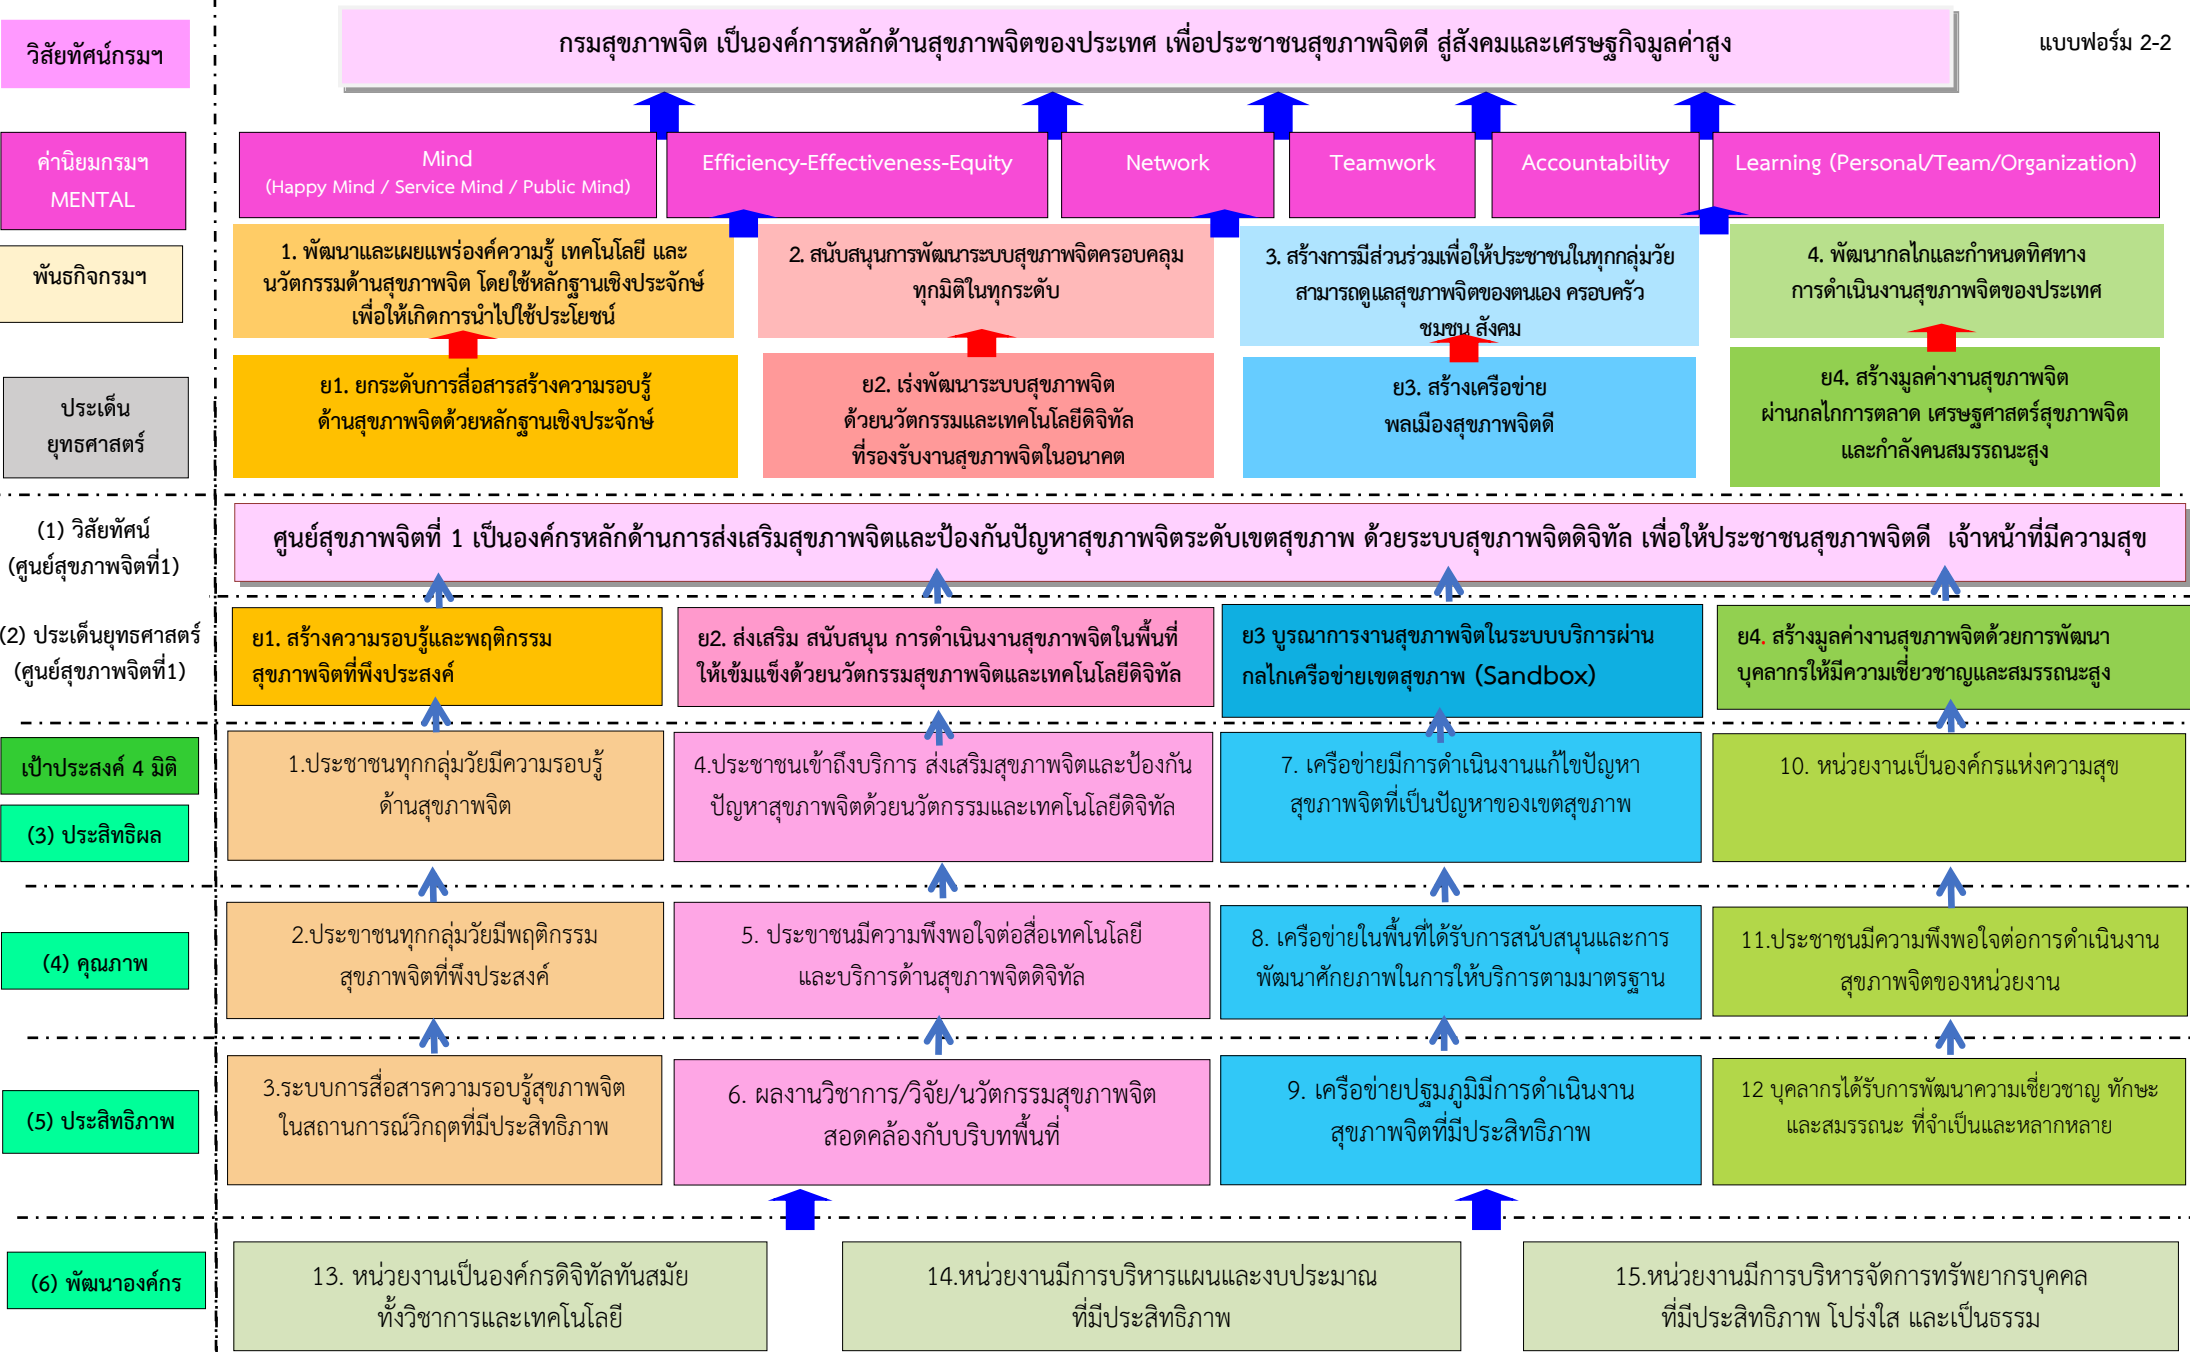 วิสัยทัศน์กรมฯ
กรมสุขภาพจิต เป็นองค์การหลักด้านสุขภาพจิตของประเทศ เพื่อประชาชนสุขภาพจิตดี สู่สังคมและเศรษฐกิจมูลค่าสูง
แบบฟอร์ม 2-2
ค่านิยมกรมฯ
MENTAL
Mind
(Happy Mind / Service Mind / Public Mind)
Efficiency-Effectiveness-Equity
Network
Teamwork
Accountability
Learning (Personal/Team/Organization)
พันธกิจกรมฯ
1. พัฒนาและเผยแพร่องค์ความรู้ เทคโนโลยี และ
นวัตกรรมด้านสุขภาพจิต โดยใช้หลักฐานเชิงประจักษ์
เพื่อให้เกิดการนำไปใช้ประโยชน์
2. สนับสนุนการพัฒนาระบบสุขภาพจิตครอบคลุม
ทุกมิติในทุกระดับ
3. สร้างการมีส่วนร่วมเพื่อให้ประชาชนในทุกกลุ่มวัย
สามารถดูแลสุขภาพจิตของตนเอง ครอบครัว
ชุมชน สังคม
4. พัฒนากลไกและกำหนดทิศทาง
การดำเนินงานสุขภาพจิตของประเทศ
ประเด็น
ยุทธศาสตร์
ย1. ยกระดับการสื่อสารสร้างความรอบรู้
ด้านสุขภาพจิตด้วยหลักฐานเชิงประจักษ์
ย2. เร่งพัฒนาระบบสุขภาพจิต
ด้วยนวัตกรรมและเทคโนโลยีดิจิทัล
ที่รองรับงานสุขภาพจิตในอนาคต
ย3. สร้างเครือข่าย
พลเมืองสุขภาพจิตดี
ย4. สร้างมูลค่างานสุขภาพจิต
ผ่านกลไกการตลาด เศรษฐศาสตร์สุขภาพจิต
และกำลังคนสมรรถนะสูง
(1) วิสัยทัศน์
(ศูนย์สุขภาพจิตที่1)
ศูนย์สุขภาพจิตที่ 1 เป็นองค์กรหลักด้านการส่งเสริมสุขภาพจิตและป้องกันปัญหาสุขภาพจิตระดับเขตสุขภาพ ด้วยระบบสุขภาพจิตดิจิทัล เพื่อให้ประชาชนสุขภาพจิตดี เจ้าหน้าที่มีความสุข
(2) ประเด็นยุทธศาสตร์
(ศูนย์สุขภาพจิตที่1)
ย1. สร้างความรอบรู้และพฤติกรรม
สุขภาพจิตที่พึงประสงค์
ย2. ส่งเสริม สนับสนุน การดำเนินงานสุขภาพจิตในพื้นที่
ให้เข้มแข็งด้วยนวัตกรรมสุขภาพจิตและเทคโนโลยีดิจิทัล
ย3 บูรณาการงานสุขภาพจิตในระบบบริการผ่าน
กลไกเครือข่ายเขตสุขภาพ (Sandbox)
ย4. สร้างมูลค่างานสุขภาพจิตด้วยการพัฒนา
บุคลากรให้มีความเชี่ยวชาญและสมรรถนะสูง
เป้าประสงค์ 4 มิติ
(3) ประสิทธิผล
1.ประชาชนทุกกลุ่มวัยมีความรอบรู้
ด้านสุขภาพจิต
4.ประชาชนเข้าถึงบริการ ส่งเสริมสุขภาพจิตและป้องกัน
ปัญหาสุขภาพจิตด้วยนวัตกรรมและเทคโนโลยีดิจิทัล
7. เครือข่ายมีการดำเนินงานแก้ไขปัญหา
สุขภาพจิตที่เป็นปัญหาของเขตสุขภาพ
10. หน่วยงานเป็นองค์กรแห่งความสุข
(4) คุณภาพ
2.ประขาชนทุกกลุ่มวัยมีพฤติกรรม
สุขภาพจิตที่พึงประสงค์
5. ประขาชนมีความพึงพอใจต่อสื่อเทคโนโลยี
และบริการด้านสุขภาพจิตดิจิทัล
8. เครือข่ายในพื้นที่ได้รับการสนับสนุนและการ
พัฒนาศักยภาพในการให้บริการตามมาตรฐาน
11.ประชาชนมีความพึงพอใจต่อการดำเนินงาน
สุขภาพจิตของหน่วยงาน
(5) ประสิทธิภาพ
3.ระบบการสื่อสารความรอบรู้สุขภาพจิต
ในสถานการณ์วิกฤตที่มีประสิทธิภาพ
6. ผลงานวิชาการ/วิจัย/นวัตกรรมสุขภาพจิต
สอดคล้องกับบริบทพื้นที่
9. เครือข่ายปฐมภูมิมีการดำเนินงาน
สุขภาพจิตที่มีประสิทธิภาพ
12 บุคลากรได้รับการพัฒนาความเชี่ยวชาญ ทักษะ
และสมรรถนะ ที่จำเป็นและหลากหลาย
(6) พัฒนาองค์กร
13. หน่วยงานเป็นองค์กรดิจิทัลทันสมัย
ทั้งวิชาการและเทคโนโลยี
14.หน่วยงานมีการบริหารแผนและงบประมาณ
ที่มีประสิทธิภาพ
15.หน่วยงานมีการบริหารจัดการทรัพยากรบุคคล
ที่มีประสิทธิภาพ โปร่งใส และเป็นธรรม